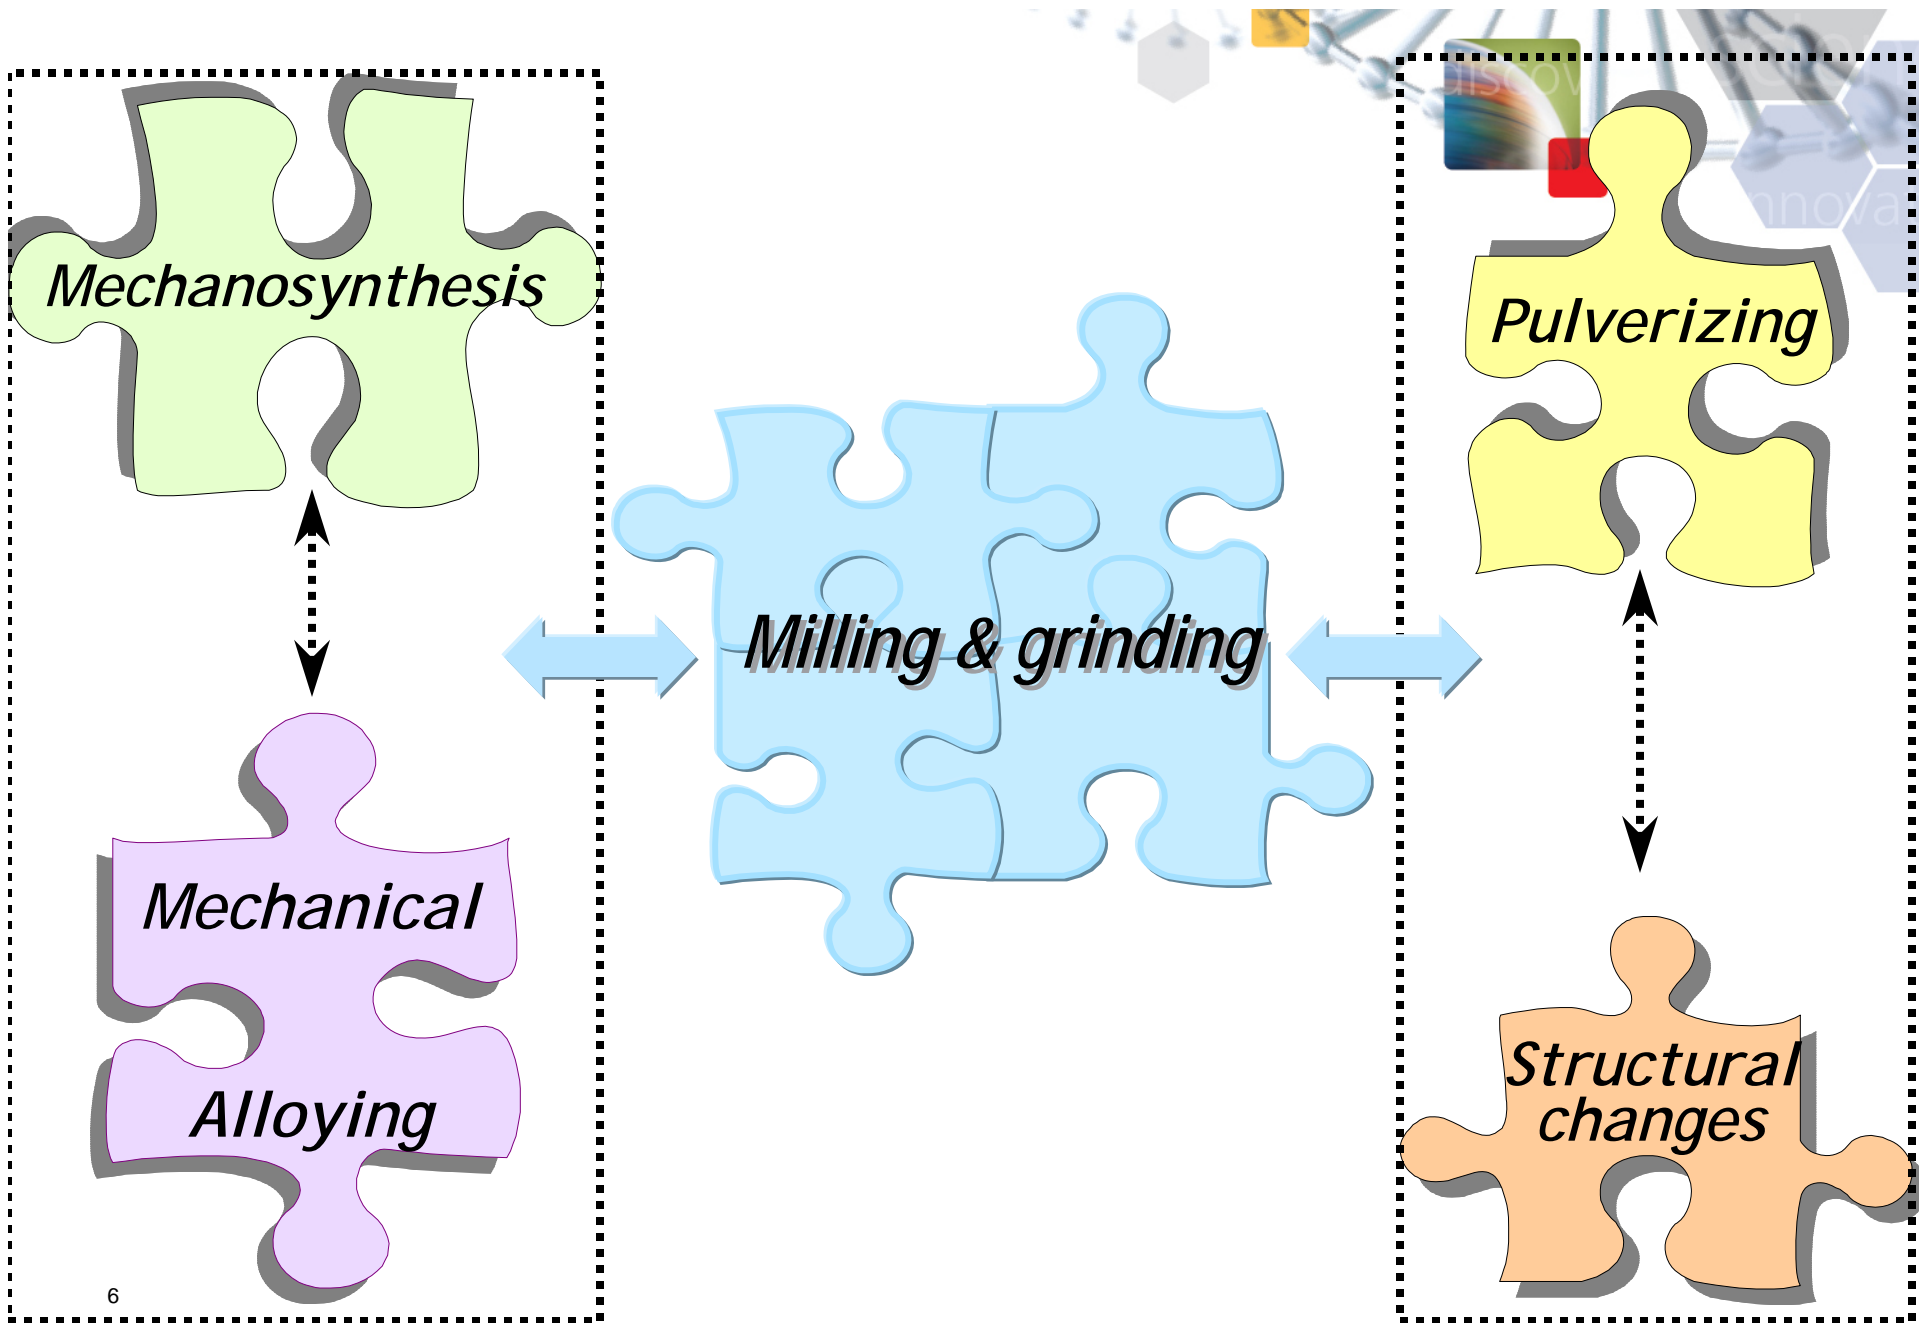 Mechanosynthesis
Mechanical
Alloying
Milling & grinding
Pulverizing
Structural
changes
6